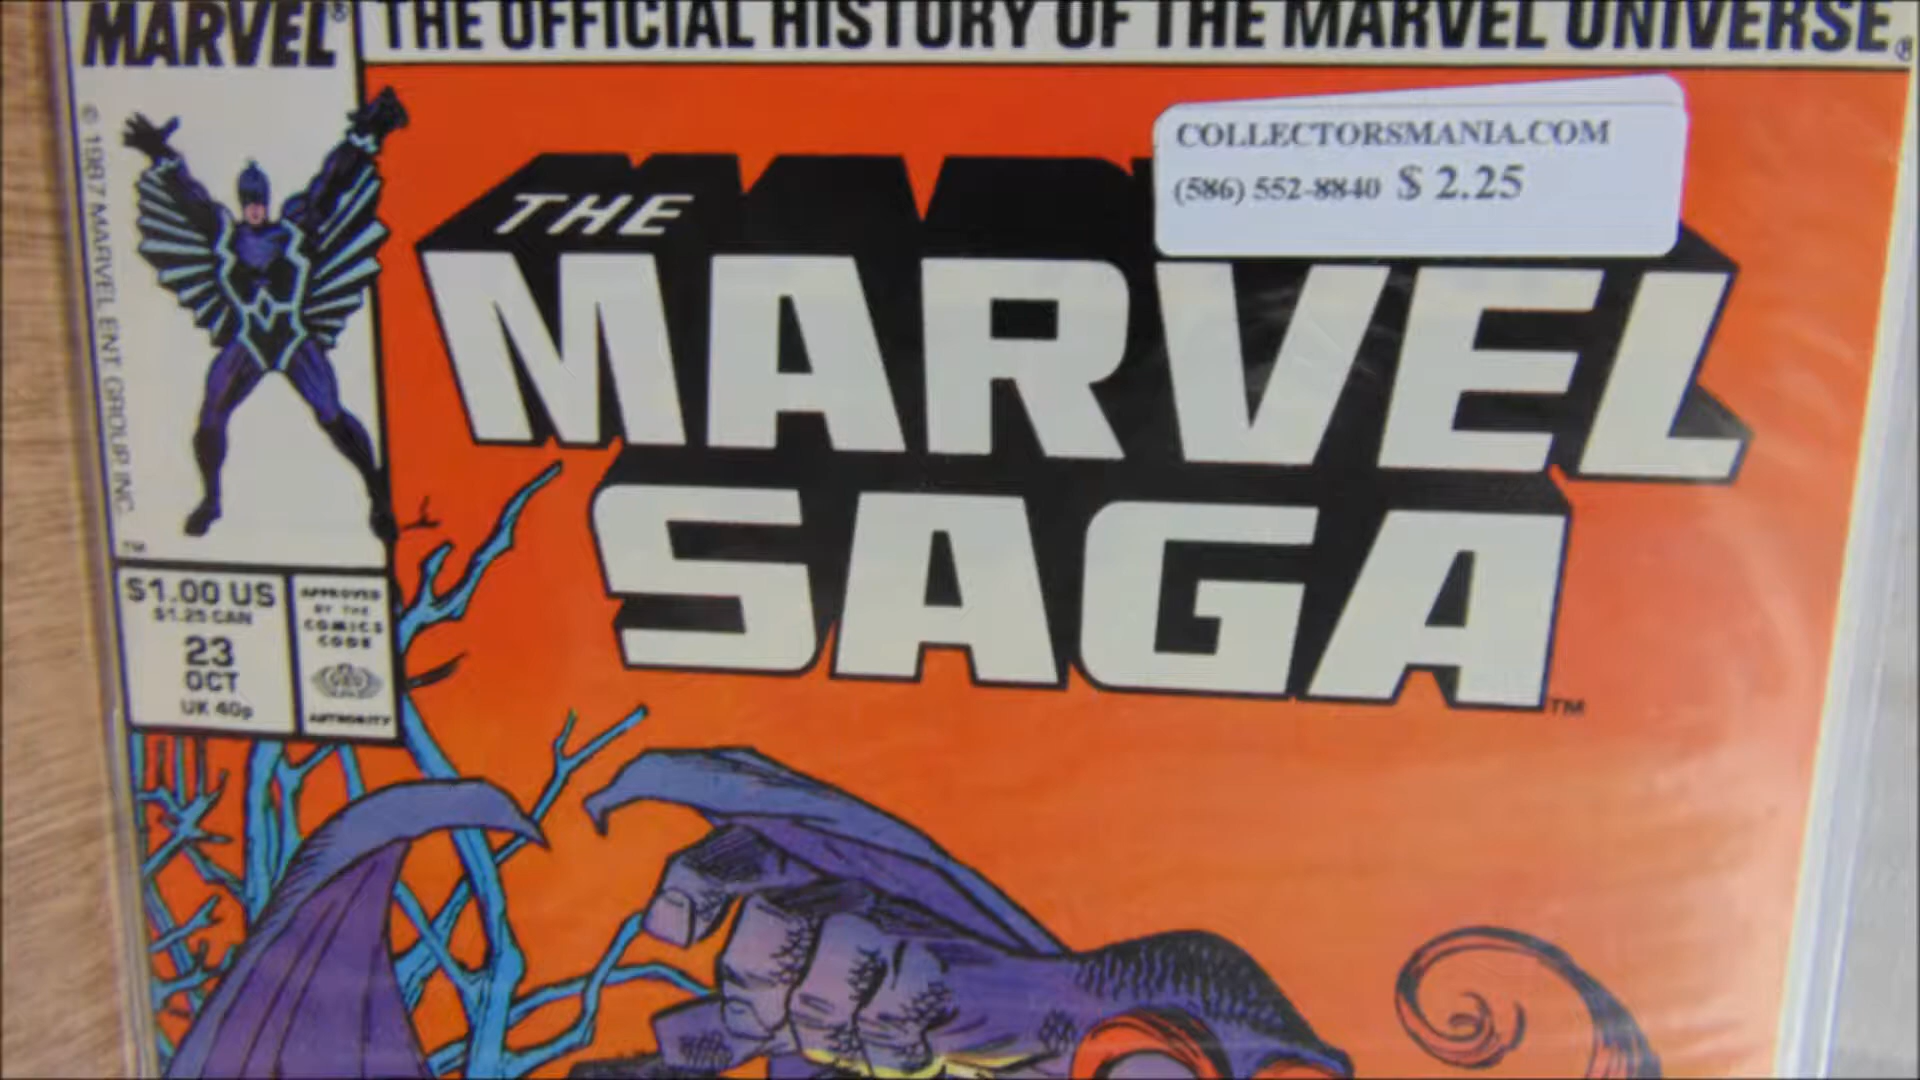 MARVEL®
THE OFFICIAL HISTORY OF THE MARVEL UNIVERSE®
© 1987 MARVEL ENT. GROUP, INC.
COLLECTORSMANIA.COM
(586) 552-8840 $ 2.25
THE
MARVEL
SAGA™
TM
$1.00 US
$1.25 CAN
23
OCT
UK 40p
APPROVED
BY THE
COMICS
CODE
AUTHORITY